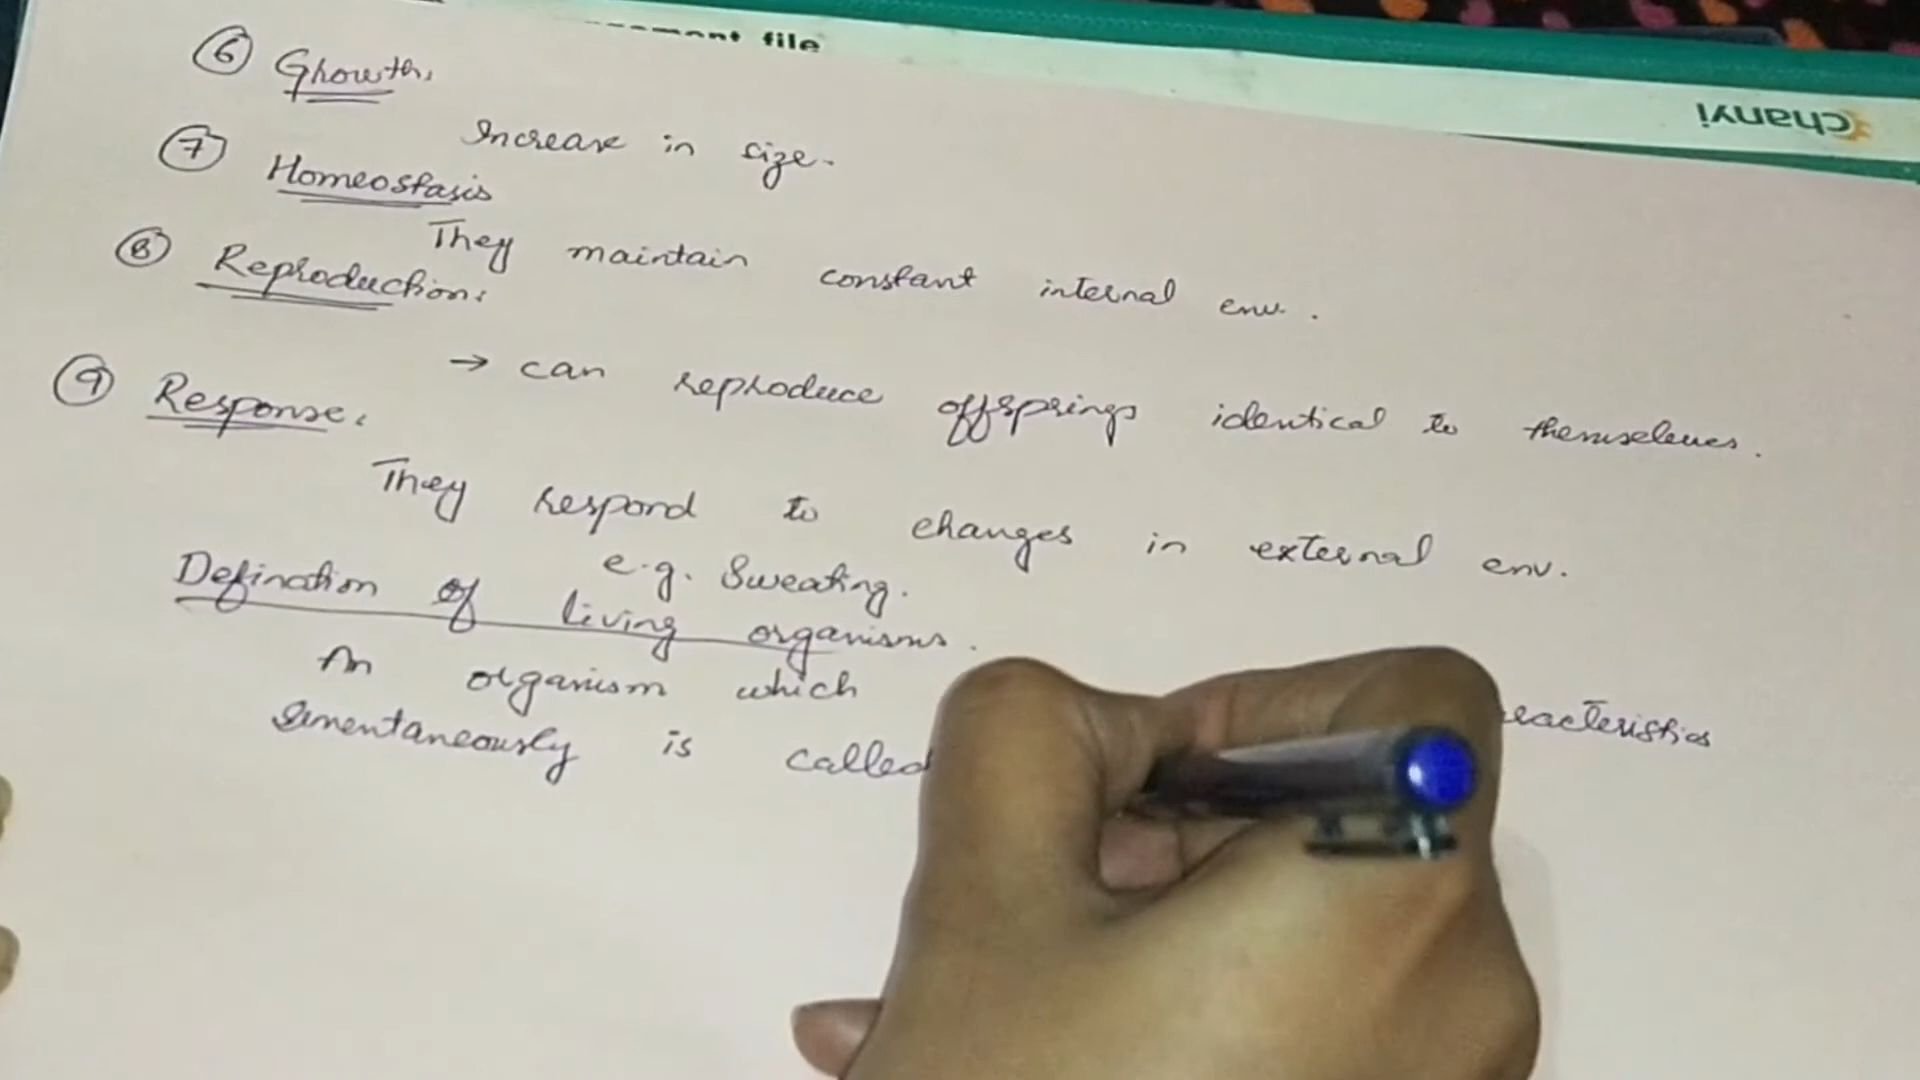 file
chanyi
⑥ Growth,
Increase in size.
⑦ Homeostasis
They maintain constant internal env.
⑧ Reproduction:
→ can reproduce offsprings identical to themselves.
⑨ Response,
They respond to changes in external env.
e.g. Sweating.
Defination of living organisms.
An organism which
simentaneously is called